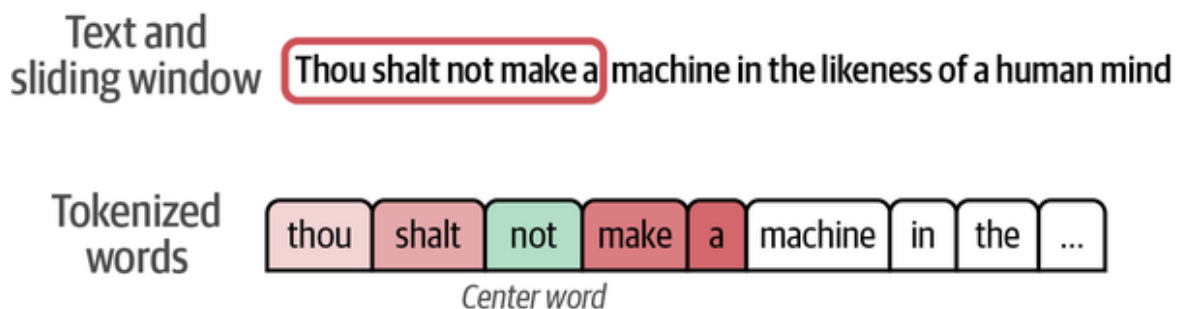 Text and
sliding window
Thou shalt not make a machine in the likeness of a human mind
Tokenized
words
thou shalt not make a machine in the ...
Center word